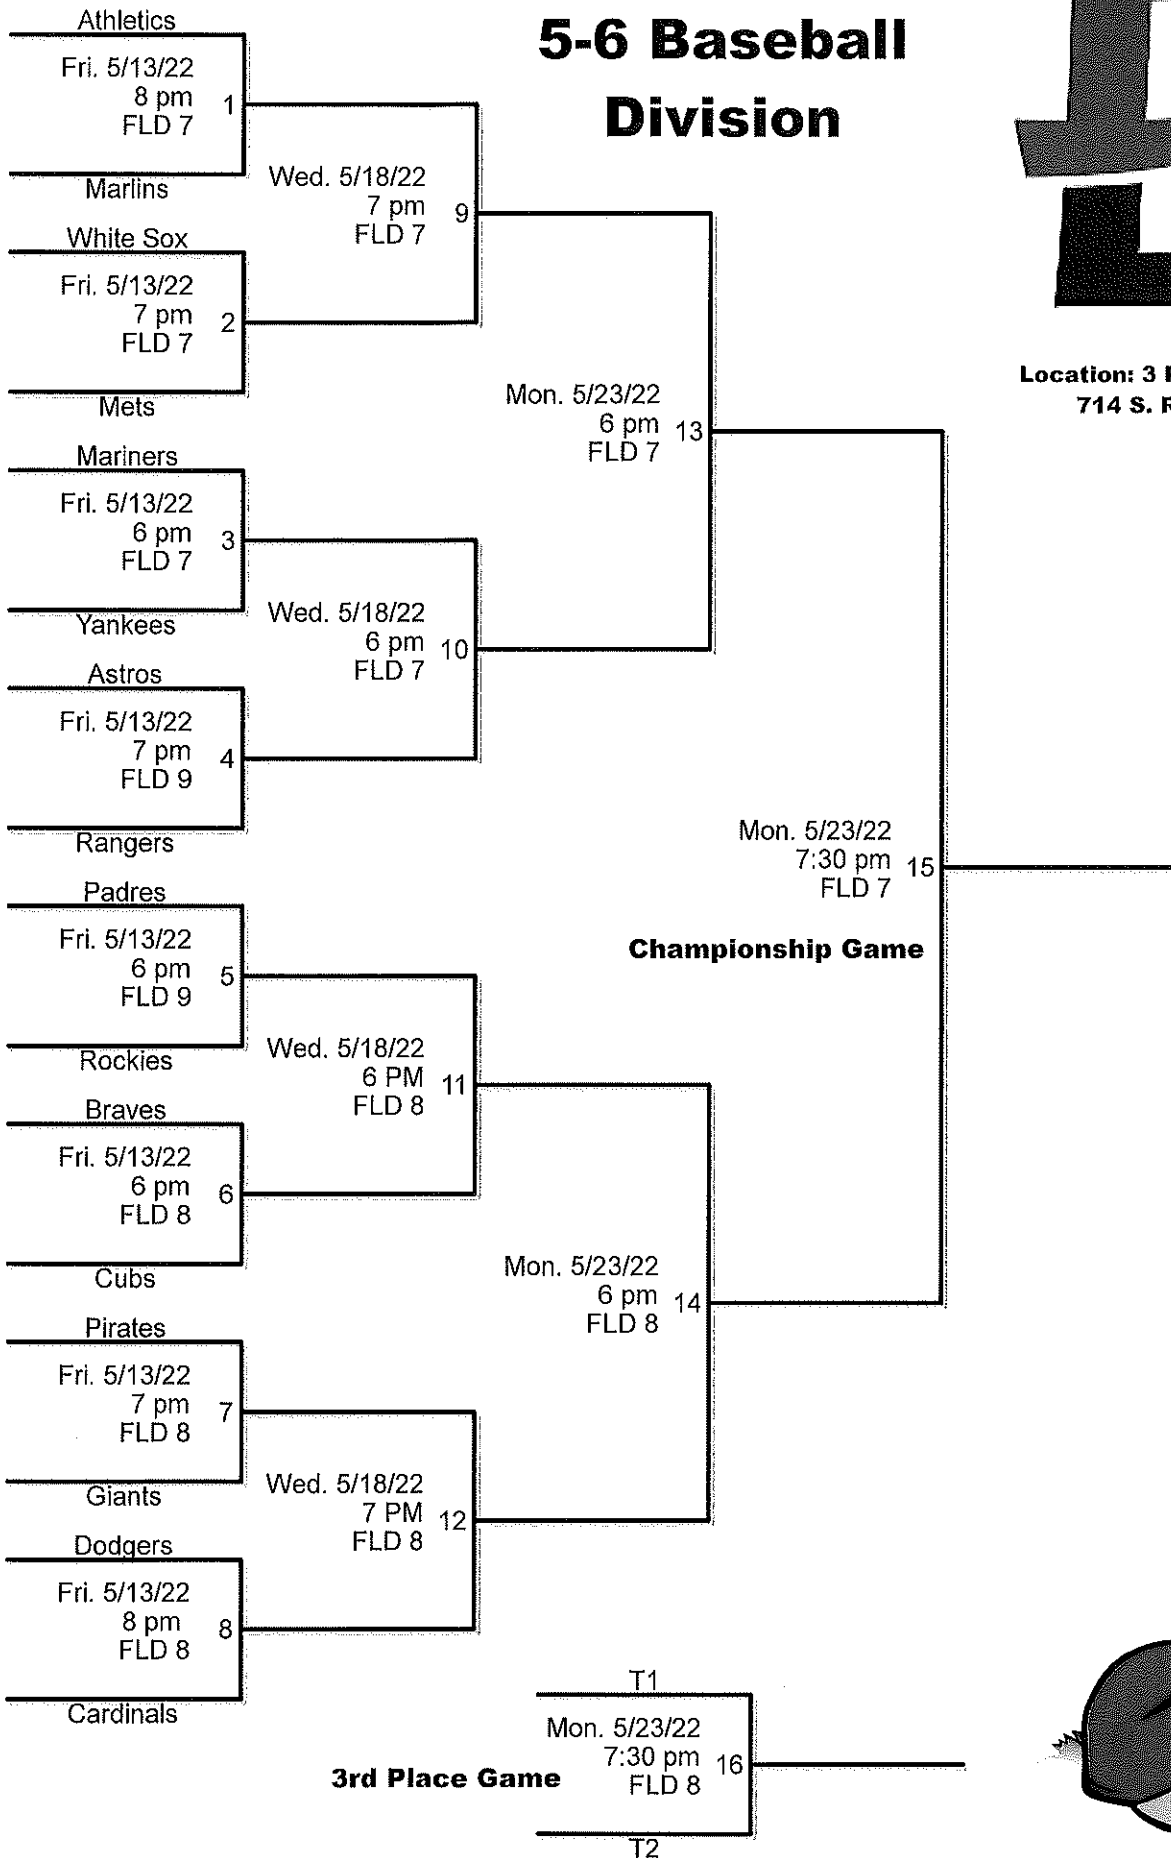 5-6 Baseball
Division
Athletics
Fri. 5/13/22
8 pm
1
FLD 7
Marlins
Wed. 5/18/22
7 pm
9
FLD 7
White Sox
Fri. 5/13/22
7 pm
2
FLD 7
Mets
Location: 3
714 S.
Mon. 5/23/22
6 pm
13
FLD 7
Mariners
Fri. 5/13/22
6 pm
3
FLD 7
Yankees
Wed. 5/18/22
6 pm
10
FLD 7
Astros
Fri. 5/13/22
7 pm
4
FLD 9
Rangers
Mon. 5/23/22
7:30 pm
15
FLD 7
Championship Game
Padres
Fri. 5/13/22
6 pm
5
FLD 9
Rockies
Wed. 5/18/22
6 PM
11
FLD 8
Braves
Fri. 5/13/22
6 pm
6
FLD 8
Cubs
Mon. 5/23/22
6 pm
14
FLD 8
Pirates
Fri. 5/13/22
7 pm
7
FLD 8
Giants
Wed. 5/18/22
7 PM
12
FLD 8
Dodgers
Fri. 5/13/22
8 pm
8
FLD 8
Cardinals
T1
Mon. 5/23/22
7:30 pm
16
3rd Place Game
FLD 8
T2